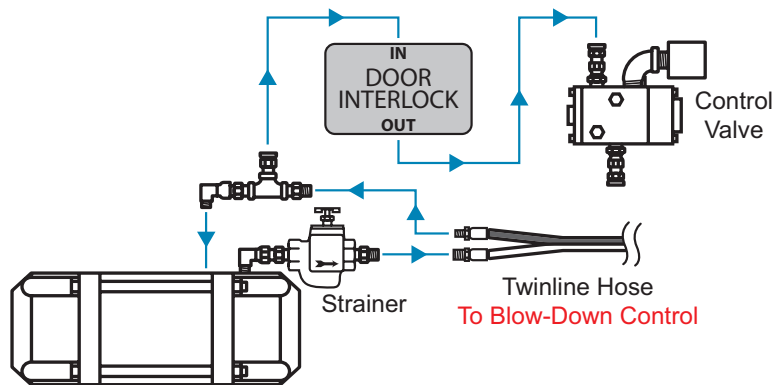 IN
DOOR
INTERLOCK
OUT
Control
Valve
Strainer
Twinline Hose
To Blow-Down Control